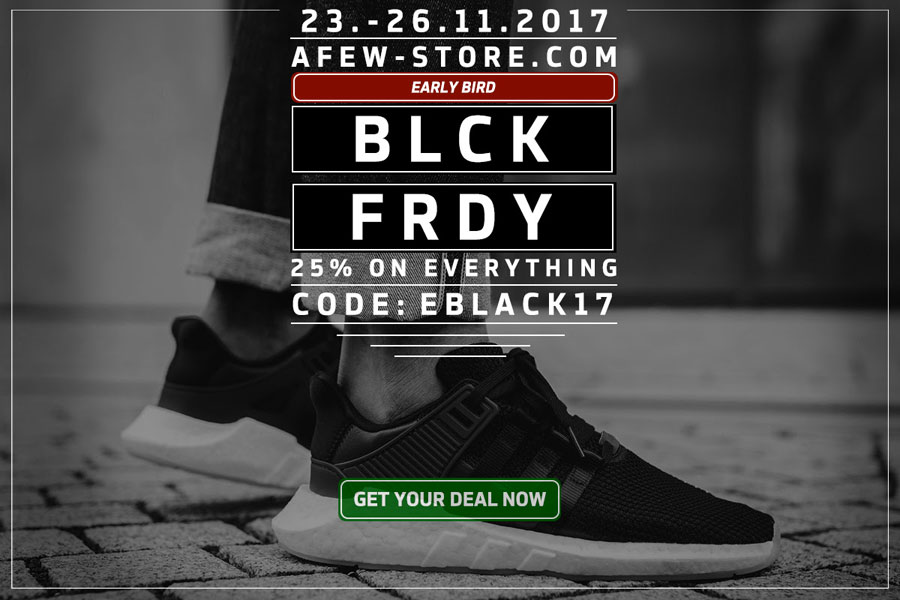 23.-26.11.2017
AFEW-STORE.COM
EARLY BIRD
BLCK
FRDY
25% ON EVERYTHING
CODE: EBLACK17
GET YOUR DEAL NOW